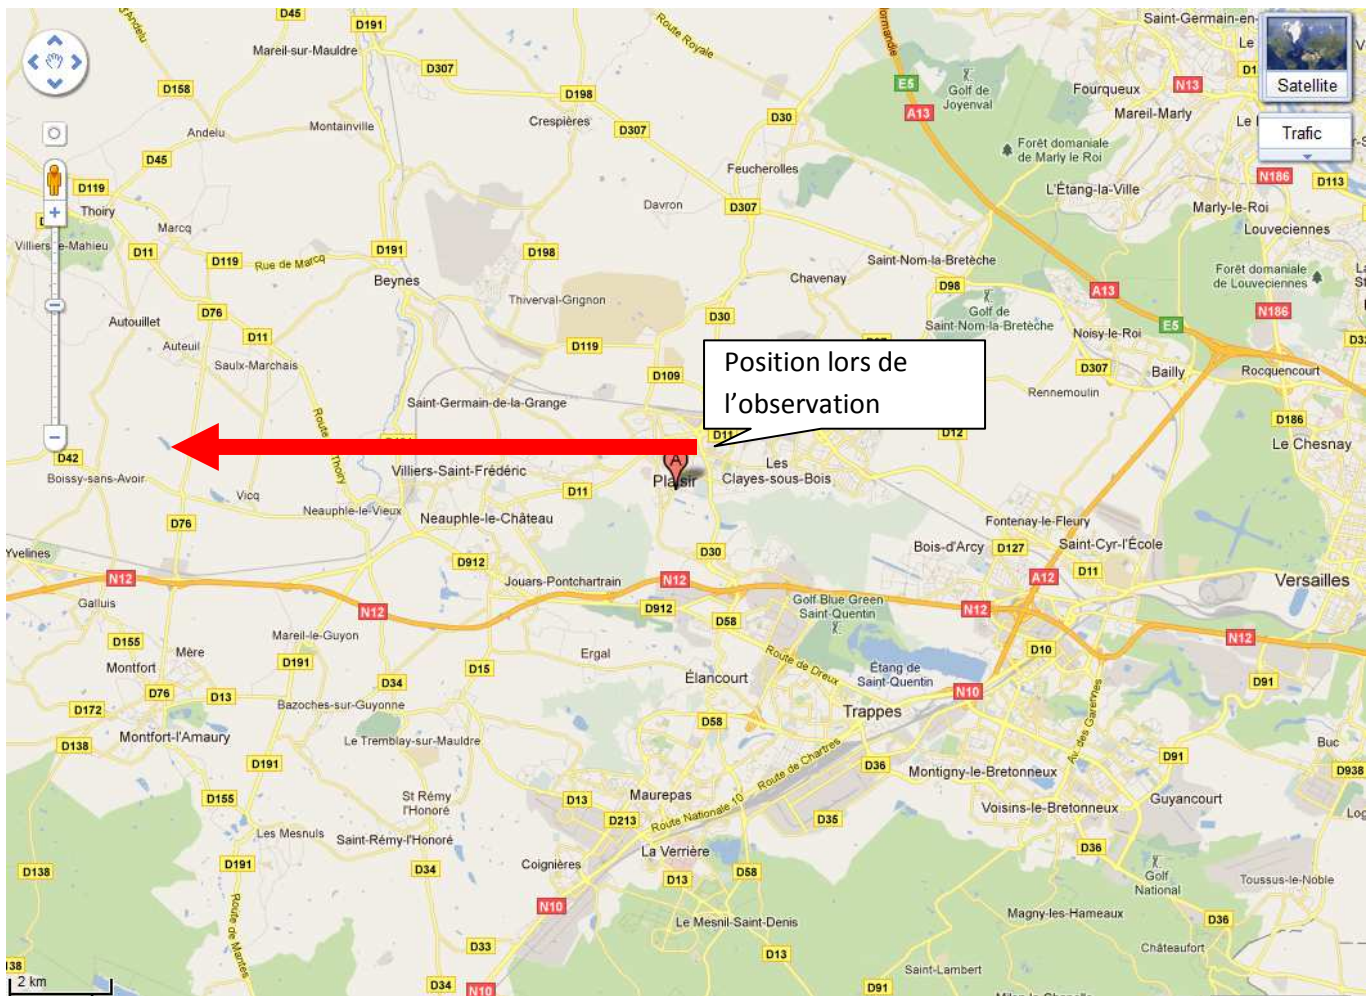 D45
D191
d'Andelu
Route Royale
Normandie
Saint-Germain-en-
Le
Satellite
Mareil-sur-Mauldre
D307
D158
D198
E5
Golf de
Joyenval
Fourqueux
N13
A13
Mareil-Marly
Trafic
Andelu
Montainville
Crespières
D307
D30
Forêt domaniale
de Marly le Roi
D45
Feucherolles
N186
D113
D119
L'Étang-la-Ville
Thoiry
Davron
D307
Marly-le-Roi
Marcq
Louveciennes
Villiers-le-Mahieu
D11
D119
Rue de Marcq
D191
D198
Saint-Nom-la-Bretèche
Forêt domaniale
de Louveciennes
Beynes
Chavenay
D98
A13
Thiverval-Grignon
Golf de
Saint-Nom-la-Bretèche
N186
Autouillet
D76
D30
E5
Noisy-le-Roi
Auteuil
D11
D119
Saulx-Marchais
D109
Position lors de
l'observation
D307
Bailly
Rocquencourt
Rennemoulin
Saint-Germain-de-la-Grange
Route de Thoiry
D186
D11
D12
Le Chesnay
D42
Boissy-sans-Avoir
Villiers-Saint-Frédéric
A
Plaisir
Les
Clayes-sous-Bois
Vicq
D11
Neauphle-le-Vieux
Neauphle-le-Château
D76
Fontenay-le-Fleury
Yvelines
D30
Bois-d'Arcy
D127
Saint-Cyr-l'École
D912
N12
Jouars-Pontchartrain
N12
A12
D11
Versailles
Galluis
N12
D912
Golf Blue Green
Saint-Quentin
N12
D58
N12
D155
Mareil-le-Guyon
Mère
Montfort
D191
D15
Ergal
Route de Dreux
D10
Étang de
Saint-Quentin
D76
D13
D34
Élancourt
N10
D91
D172
Bazoches-sur-Guyonne
Trappes
D58
Montfort-l'Amaury
D138
Le Tremblay-sur-Mauldre
Av. des Garennes
Buc
D191
Route de Chartres
D36
Montigny-le-Bretonneux
D91
D938
D155
St Rémy
l'Honoré
D13
Maurepas
Voisins-le-Bretonneux
Guyancourt
Les Mesnuls
Saint-Rémy-l'Honoré
D213
Route Nationale 10
D35
Log
La Verrière
D36
D138
D191
D34
Coignières
D13
D58
Golf
National
Toussus-le-Noble
Route de Mantes
N10
Le Mesnil-Saint-Denis
Magny-les-Hameaux
D36
D33
D13
Châteaufort
2 km
D34
N10
Saint-Lambert
D91